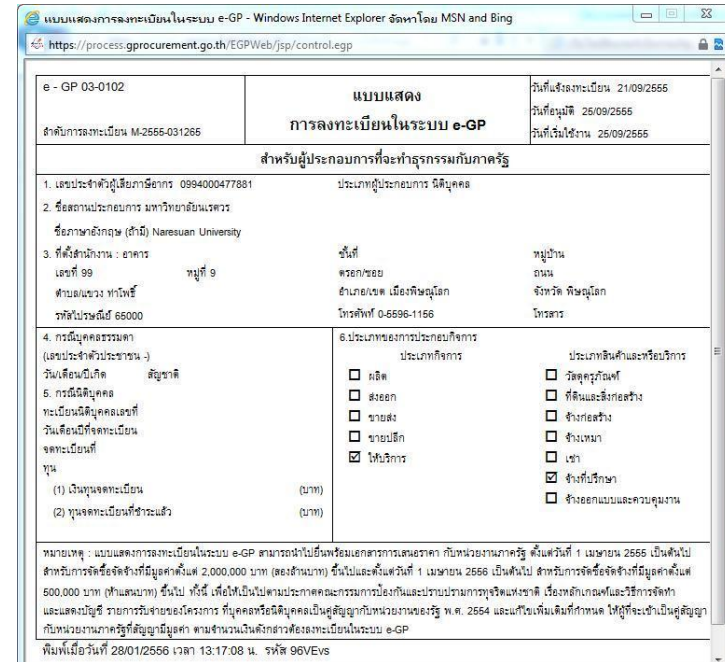 แบบแสดงการลงทะเบียนในระบบ e-GP - Windows Internet Explorer จัดหาโดย MSN and Bing
https://process.gprocurement.go.th/EGPWeb/jsp/control.egp
e - GP 03-0102
ลำดับการลงทะเบียน M-2555-031265
แบบแสดง
การลงทะเบียนในระบบ e-GP
วันที่แจ้งลงทะเบียน 21/09/2555
วันที่อนุมัติ 25/09/2555
วันที่เริ่มใช้งาน 25/09/2555
สำหรับผู้ประกอบการที่จะทำธุรกรรมกับภาครัฐ
1. เลขประจำตัวผู้เสียภาษีอากร 0994000477881 ประเภทผู้ประกอบการ นิติบุคคล
2. ชื่อสถานประกอบการ มหาวิทยาลัยนเรศวร
ชื่อภาษาอังกฤษ (ถ้ามี) Naresuan University
3. ที่ตั้งสำนักงาน : อาคาร ชั้นที่ หมู่บ้าน
เลขที่ 99 หมู่ที่ 9 ตรอก/ซอย ถนน
ตำบล/แขวง ท่าโพธิ์ อำเภอ/เขต เมืองพิษณุโลก จังหวัด พิษณุโลก
รหัสไปรษณีย์ 65000 โทรศัพท์ 0-5596-1156 โทรสาร
4. กรณีบุคคลธรรมดา
(เลขประจำตัวประชาชน -)
วัน/เดือน/ปีเกิด สัญชาติ
5. กรณีนิติบุคคล
ทะเบียนนิติบุคคลเลขที่
วันเดือนปีที่จดทะเบียน
จดทะเบียนที่
ทุน
(1) เงินทุนจดทะเบียน (บาท)
(2) ทุนจดทะเบียนที่ชำระแล้ว (บาท)
6.ประเภทของการประกอบกิจการ
ประเภทกิจการ
ผลิต
ส่งออก
ขายส่ง
ขายปลีก
ให้บริการ
ประเภทสินค้าและหรือบริการ
วัสดุครุภัณฑ์
ที่ดินและสิ่งก่อสร้าง
จ้างก่อสร้าง
จ้างเหมา
เช่า
จ้างที่ปรึกษา
จ้างออกแบบและควบคุมงาน
หมายเหตุ : แบบแสดงการลงทะเบียนในระบบ e-GP สามารถนำไปยื่นพร้อมเอกสารการเสนอราคา กับหน่วยงานภาครัฐ ตั้งแต่วันที่ 1 เมษายน 2555 เป็นต้นไป
สำหรับการจัดซื้อจัดจ้างที่มีมูลค่าตั้งแต่ 2,000,000 บาท (สองล้านบาท) ขึ้นไปและตั้งแต่วันที่ 1 เมษายน 2556 เป็นต้นไป สำหรับการจัดซื้อจัดจ้างที่มีมูลค่าตั้งแต่
500,000 บาท (ห้าแสนบาท) ขึ้นไป ทั้งนี้ เพื่อให้เป็นไปตามประกาศคณะกรรมการป้องกันและปราบปรามการทุจริตแห่งชาติ เรื่องหลักเกณฑ์และวิธีการจัดทำ
และแสดงบัญชี รายการรับจ่ายของโครงการ ที่บุคคลหรือนิติบุคคลเป็นคู่สัญญากับหน่วยงานของรัฐ พ.ศ. 2554 และแก้ไขเพิ่มเติมที่กำหนด ให้ผู้ที่จะเข้าเป็นคู่สัญญา
กับหน่วยงานภาครัฐที่สัญญามีมูลค่า ตามจำนวนเงินดังกล่าวต้องลงทะเบียนในระบบ e-GP
พิมพ์เมื่อวันที่ 28/01/2556 เวลา 13:17:08 น. รหัส 96VEvs